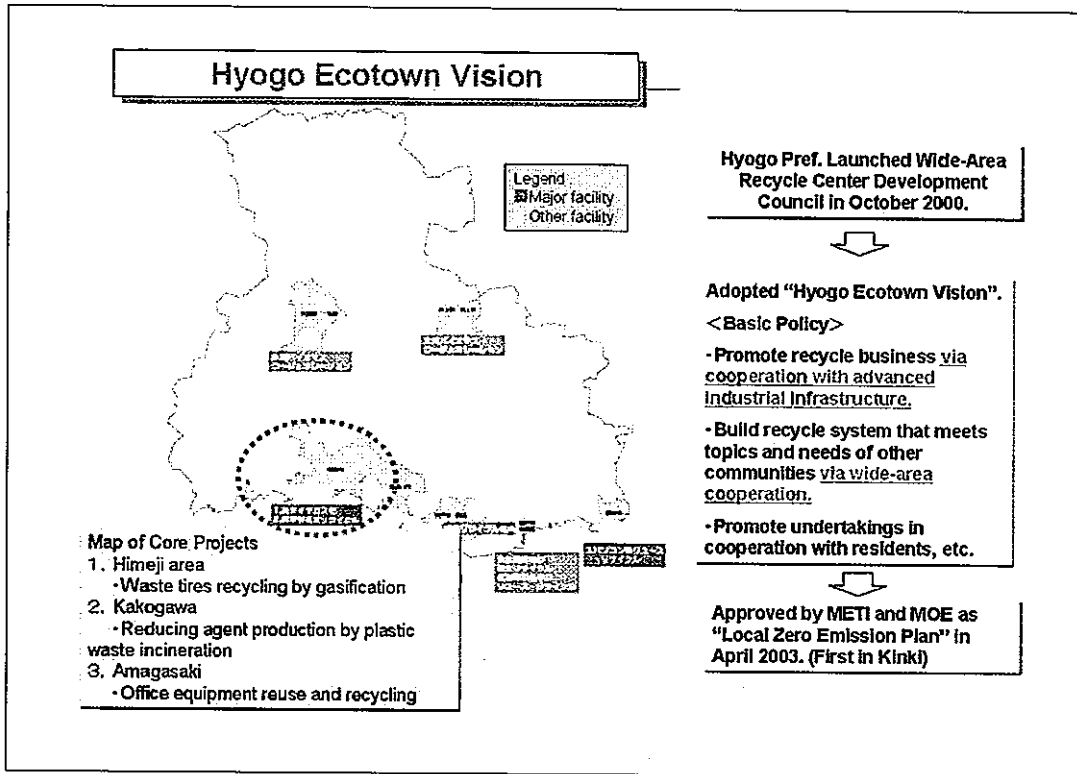 Hyogo Ecotown Vision
Legend
Major facility
Other facility
Map of Core Projects
1. Himeji area
・Waste tires recycling by gasification
2. Kakogawa
・Reducing agent production by plastic
waste incineration
3. Amagasaki
・Office equipment reuse and recycling
Hyogo Pref. Launched Wide-Area
Recycle Center Development
Council in October 2000.
Adopted “Hyogo Ecotown Vision”.
<Basic Policy>
・Promote recycle business via
cooperation with advanced
Industrial Infrastructure.
・Build recycle system that meets
topics and needs of other
communities via wide-area
cooperation.
・Promote undertakings in
cooperation with residents, etc.
Approved by METI and MOE as
“Local Zero Emission Plan” in
April 2003. (First in Kinki)